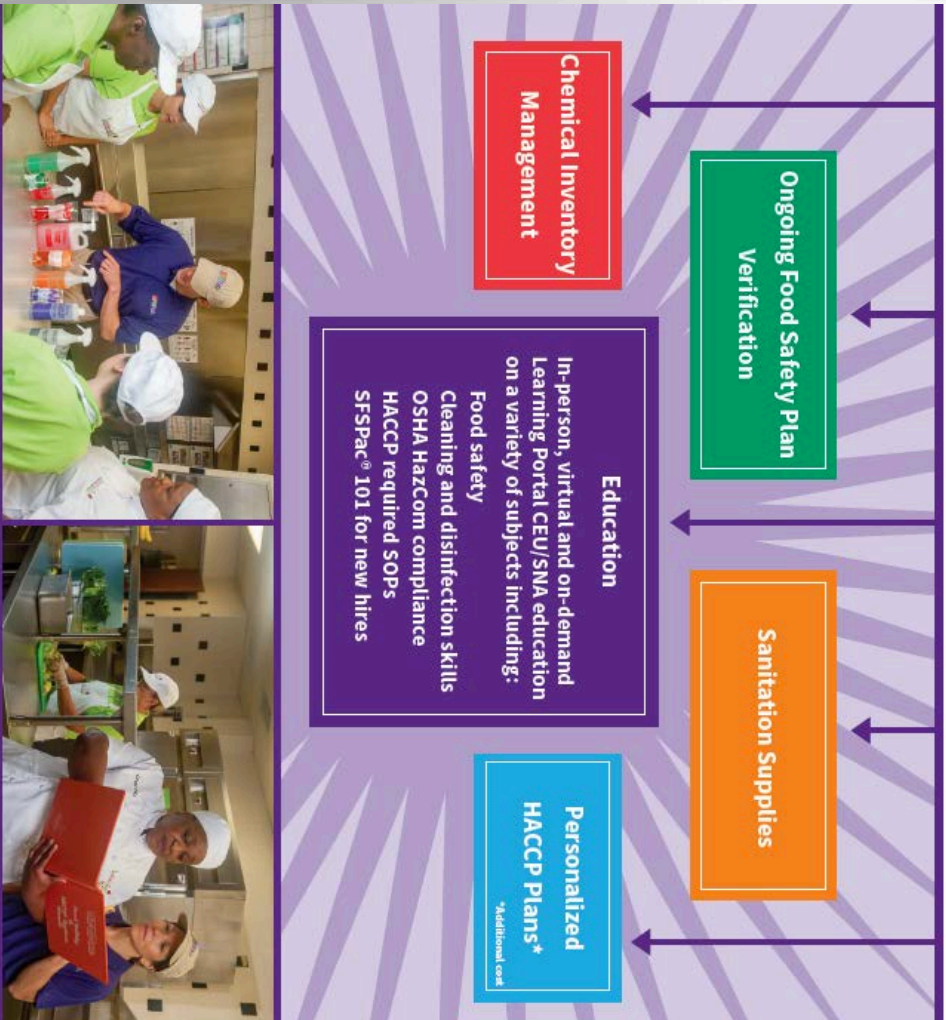 Chemical Inventory
Management
Ongoing Food Safety Plan
Verification
Education
In-person, virtual and on-demand
Learning Portal CEU/SNA education
on a variety of subjects including:
Food safety
Cleaning and disinfection skills
OSHA HazCom compliance
HACCP required SOPs
SFSPac® 101 for new hires
Sanitation Supplies
Personalized
HACCP Plans*
*Additional cost